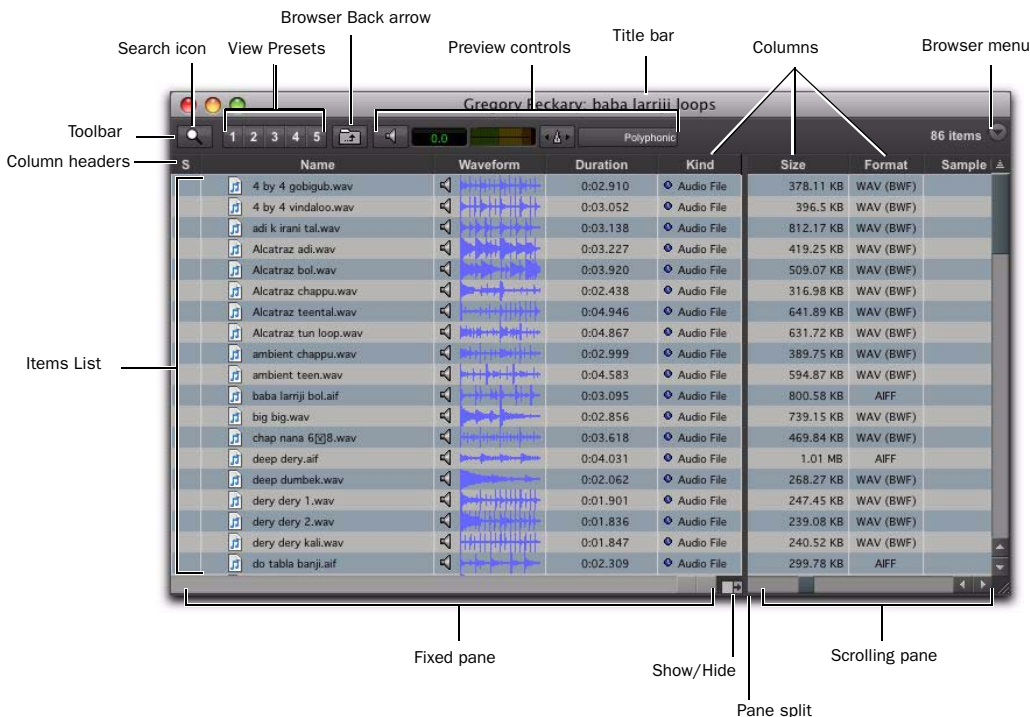 Browser Back arrow
Search icon
View Presets
Preview controls
Title bar
Columns
Browser menu
Toolbar
Column headers
Items List
Gregory Peckary: baba larriji loops
1 2 3 4 5
0.0
Polyphonic
86 items
S Name Waveform Duration Kind Size Format Sample
4 by 4 gobigub.wav 0:02.910 Audio File 378.11 KB WAV (BWF)
4 by 4 vindaloo.wav 0:03.052 Audio File 396.5 KB WAV (BWF)
adi k irani tal.wav 0:03.138 Audio File 812.17 KB WAV (BWF)
Alcatraz adi.wav 0:03.227 Audio File 419.25 KB WAV (BWF)
Alcatraz bol.wav 0:03.920 Audio File 509.07 KB WAV (BWF)
Alcatraz chappu.wav 0:02.438 Audio File 316.98 KB WAV (BWF)
Alcatraz teental.wav 0:04.946 Audio File 641.89 KB WAV (BWF)
Alcatraz tun loop.wav 0:04.867 Audio File 631.72 KB WAV (BWF)
ambient chappu.wav 0:02.999 Audio File 389.75 KB WAV (BWF)
ambient teen.wav 0:04.583 Audio File 594.87 KB WAV (BWF)
baba larriji bol.aif 0:03.095 Audio File 800.58 KB AIFF
big big.wav 0:02.856 Audio File 739.15 KB WAV (BWF)
chap nana 6 8.wav 0:03.618 Audio File 469.84 KB WAV (BWF)
deep dery.aif 0:04.031 Audio File 1.01 MB AIFF
deep dumbek.wav 0:02.062 Audio File 268.27 KB WAV (BWF)
dery dery 1.wav 0:01.901 Audio File 247.45 KB WAV (BWF)
dery dery 2.wav 0:01.836 Audio File 239.08 KB WAV (BWF)
dery dery kali.wav 0:01.847 Audio File 240.52 KB WAV (BWF)
do tabla banji.aif 0:02.309 Audio File 299.78 KB AIFF
Fixed pane
Show/Hide
Scrolling pane
Pane split